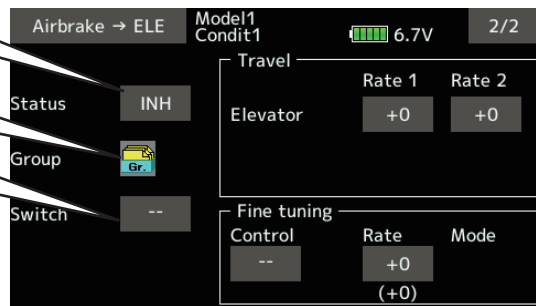 Airbrake → ELE
Model1
Condit1
6.7V
2/2
Status
INH
Group
Gr.
Switch
--
Travel
Rate 1
Rate 2
Elevator
+0
+0
Fine tuning
Control
Rate
Mode
--
+0
(+0)